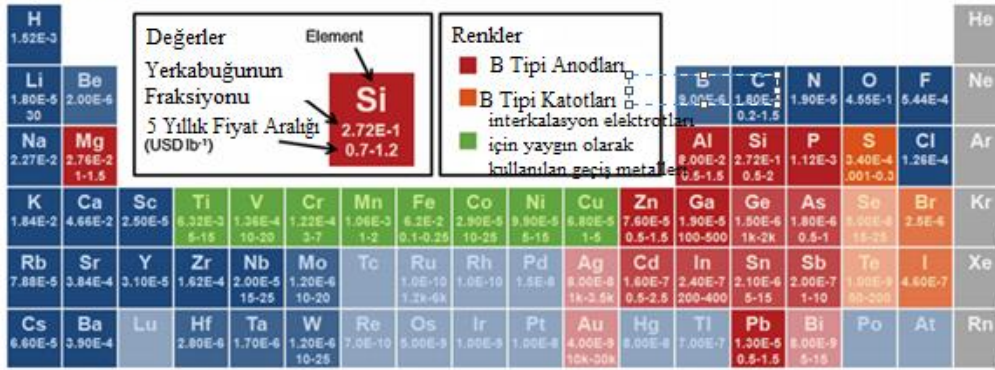 H
1.52E-3
He
Değerler
Element
Yerkabuğunun
Fraksiyonu
5 Yıllık Fiyat Aralığı
(USD lb⁻¹)
Si
2.72E-1
0.7-1.2
Renkler
B Tipi Anodları
B Tipi Katotları
interkalasyon elektrotları
için yaygın olarak
kullanılan geçiş metalleri
Li Be B C N O F Ne
1.80E-5 2.00E-6 9.00E-6 1.90E-5 4.55E-1 5.44E-4
30 0.2-1.5
Na Mg Al Si P S Cl Ar
2.27E-2 2.76E-2 8.00E-2 2.72E-1 1.12E-3 3.40E-4 1.26E-4
1-1.5 0.5-1.5 0.5-2 .001-0.3
K Ca Sc Ti V Cr Mn Fe Co Ni Cu Zn Ga Ge As Se Br Kr
1.84E-2 4.66E-2 2.50E-5 6.32E-3 1.36E-4 1.22E-4 1.06E-3 6.2E-2 2.90E-5 9.90E-5 6.80E-5 7.60E-5 1.90E-5 1.50E-6 1.80E-6 2.5E-6
5-15 10-20 3-7 1-2 0.1-0.25 10-25 5-15 1-5 0.5-1.5 100-500 1k-2k 0.5-1 15-25
Rb Sr Y Zr Nb Mo Tc Ru Rh Pd Ag Cd In Sn Sb Te I Xe
7.88E-5 3.84E-4 3.10E-5 1.62E-4 2.00E-5 1.20E-6 1.0E-10 1.0E-10 1.5E-8 8.00E-8 1.60E-7 2.40E-7 2.10E-6 2.00E-7 1.00E-9 4.60E-7
15-25 10-20 1.2k-6k 1k-3.5k 0.5-2.5 200-400 5-15 1-10 50-200
Cs Ba Lu Hf Ta W Re Os Ir Pt Au Hg Tl Pb Bi Po At Rn
6.60E-5 3.90E-4 2.80E-6 1.70E-6 1.20E-6 7.0E-10 5.00E-9 1.00E-9 1.00E-8 4.00E-9 8.00E-8 7.00E-7 1.30E-5 8.00E-9
10-25 10k-30k 0.5-1.5 5-15